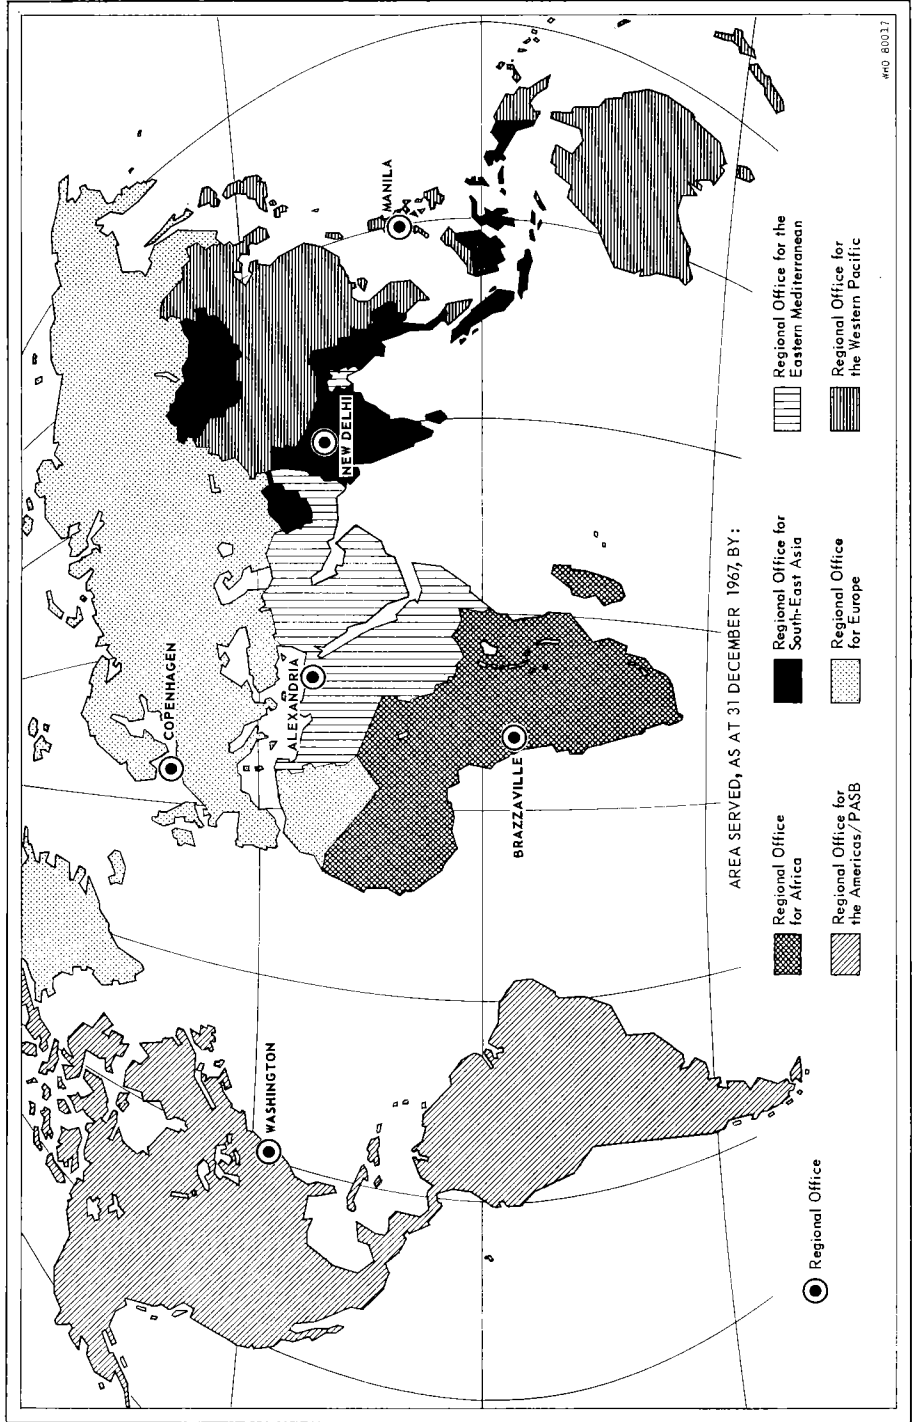 COPENHAGEN
WASHINGTON
ALEXANDRIA
NEW DELHI
MANILA
BRAZZAVILLE
AREA SERVED, AS AT 31 DECEMBER 1967, BY:
Regional Office
for Africa
Regional Office for
the Americas/PASB
Regional Office for
South-East Asia
Regional Office
for Europe
Regional Office for the
Eastern Mediterranean
Regional Office for
the Western Pacific
Regional Office
WHO 80017